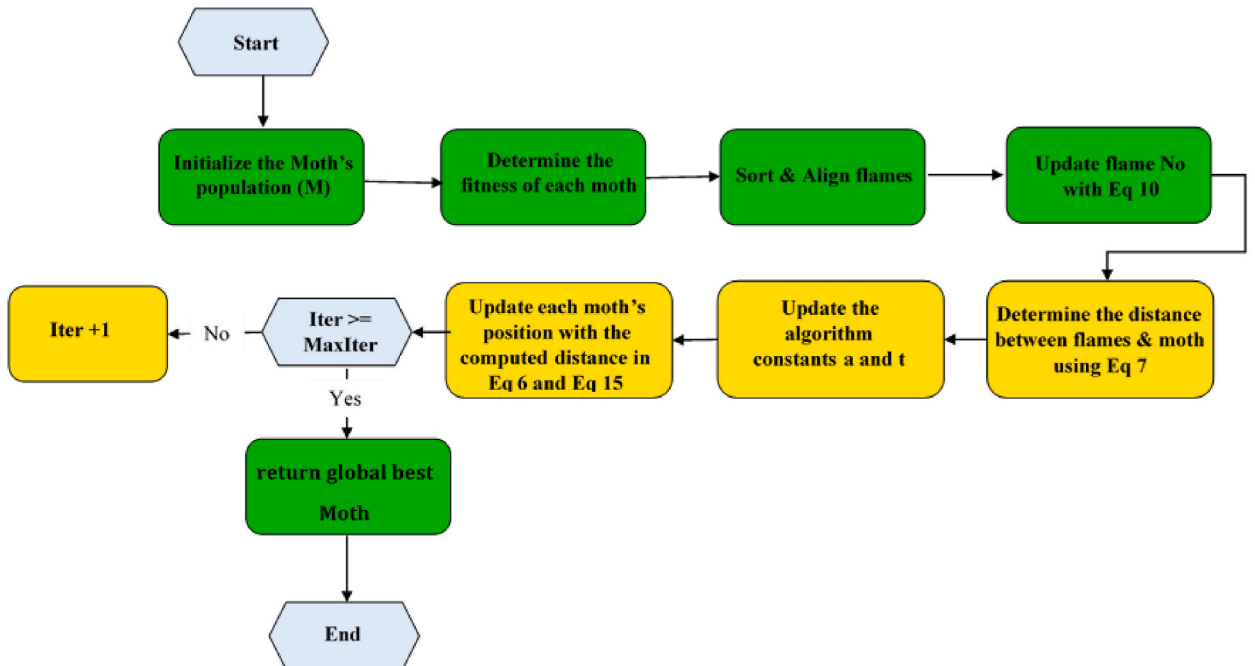 Start
Initialize the Moth's
population (M)
Determine the
fitness of each moth
Sort & Align flames
Update flame No
with Eq 10
Determine the distance
between flames & moth
using Eq 7
Update the
algorithm
constants a and t
Update each moth's
position with the
computed distance in
Eq 6 and Eq 15
Iter >=
MaxIter
No
Iter +1
Yes
return global best
Moth
End